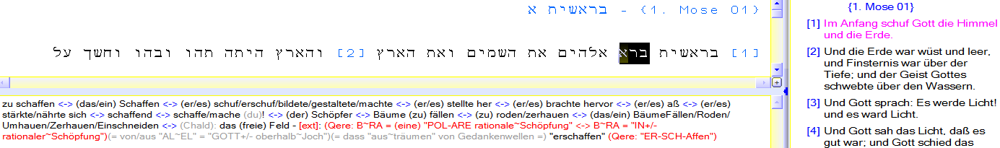 בראשית א - {1. Mose 01}
[1] בראשית ברא אלהים את השמים ואת הארץ [2] והארץ היתה תהו ובהו וחשך על
zu schaffen <-> (das/ein) Schaffen <-> (er/es) schuf/erschuf/bildete/gestaltete/machte <-> (er/es) stellte her <-> (er/es) brachte hervor <-> (er/es) aß <-> (er/es)
stärkte/nährte sich <-> schaffend <-> schaffe/mache (du)! <-> (der) Schöpfer <-> Bäume (zu) fällen <-> (zu) roden/zerhauen <-> (das/ein) BäumeFällen/Roden/
Umhauen/Zerhauen/Einschneiden <-> (Chald): das (freie) Feld - [ext]: (Qere: B~RA = (eine) "POL-ARE rationale~Schöpfung" <-> B~RA = "IN+/-
rationaler~Schöpfung")(= von/aus "AL~EL" = "GOTT+/- oberhalb~Joch")(= dass "aus~träumen" von Gedankenwellen =) "erschaffen" (Qere: "ER-SCH-Affen")
{1. Mose 01}
[1] Im Anfang schuf Gott die Himmel
und die Erde.
[2] Und die Erde war wüst und leer,
und Finsternis war über der
Tiefe; und der Geist Gottes
schwebte über den Wassern.
[3] Und Gott sprach: Es werde Licht!
und es ward Licht.
[4] Und Gott sah das Licht, daß es
gut war; und Gott schied das